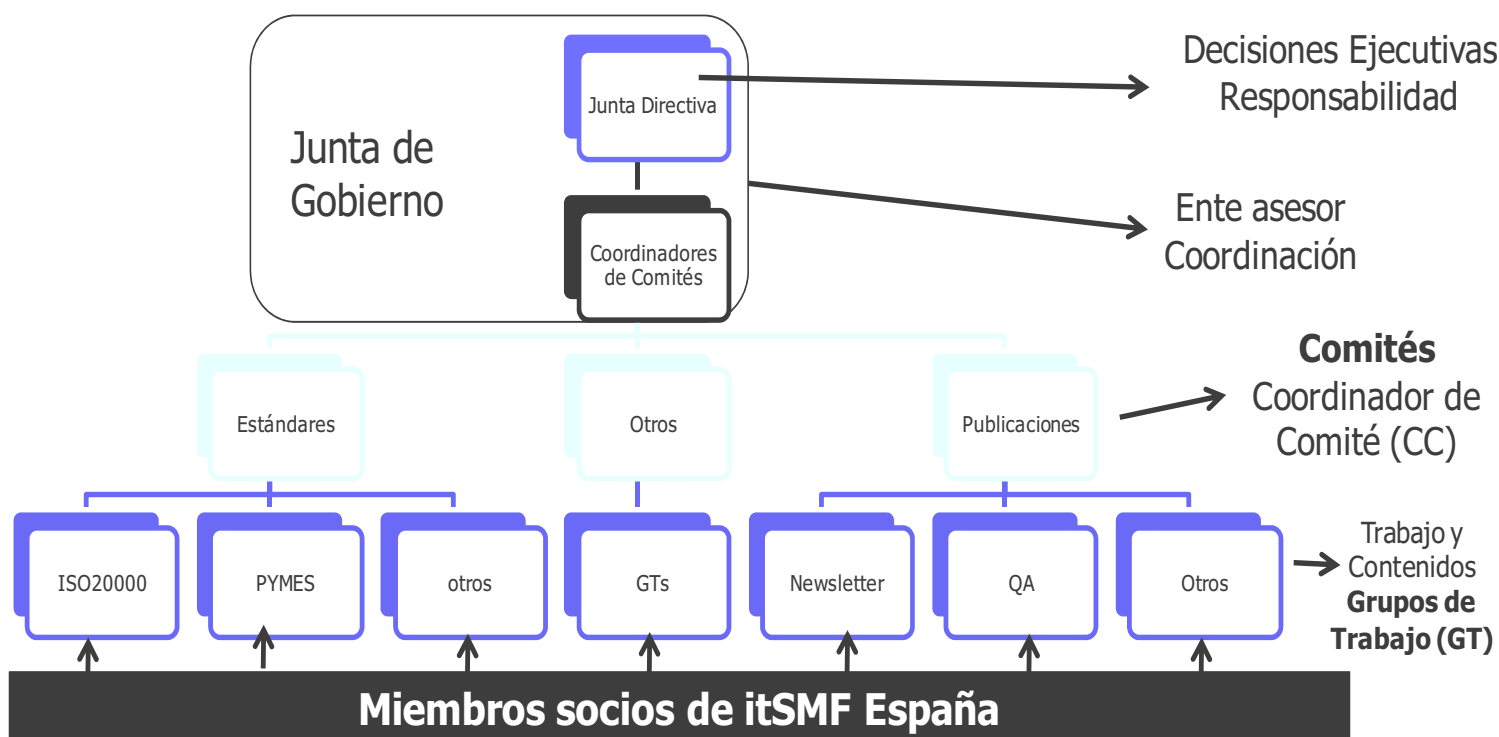 Decisiones Ejecutivas
Responsabilidad
Junta Directiva
Junta de
Gobierno
Ente asesor
Coordinación
Coordinadores
de Comités
Comités
Coordinador de
Comité (CC)
Estándares
Otros
Publicaciones
Trabajo y
Contenidos
Grupos de
Trabajo (GT)
ISO20000
PYMES
otros
GTs
Newsletter
QA
Otros
Miembros socios de itSMF España